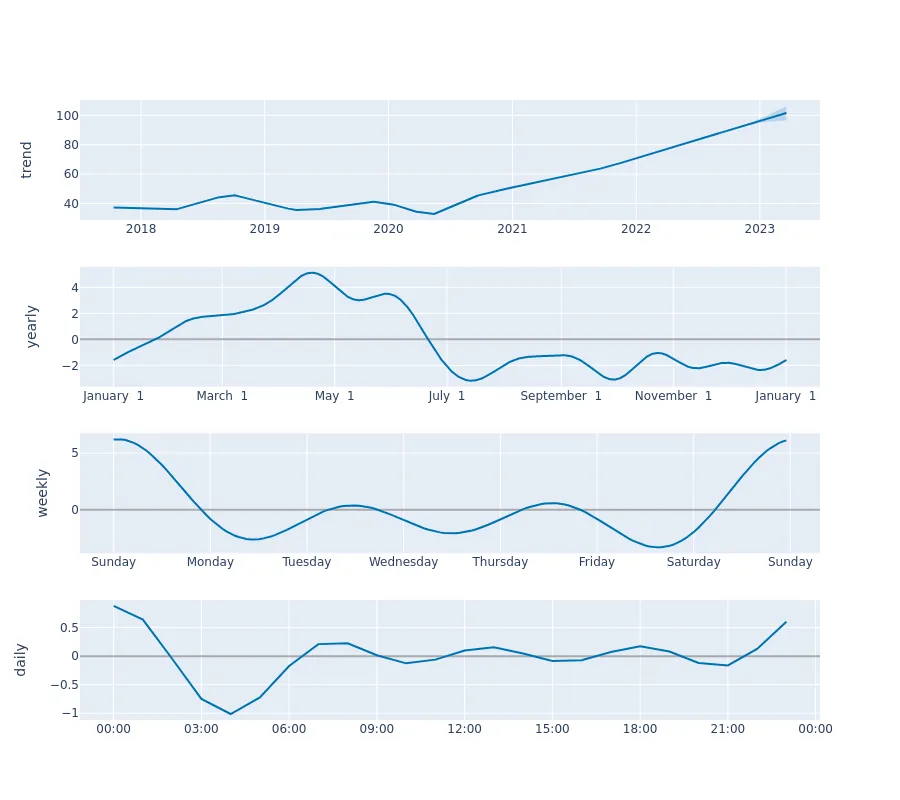 trend
100
80
60
40
2018 2019 2020 2021 2022 2023
yearly
4
2
0
−2
January 1 March 1 May 1 July 1 September 1 November 1 January 1
weekly
5
0
Sunday Monday Tuesday Wednesday Thursday Friday Saturday Sunday
daily
0.5
0
−0.5
−1
00:00 03:00 06:00 09:00 12:00 15:00 18:00 21:00 00:00